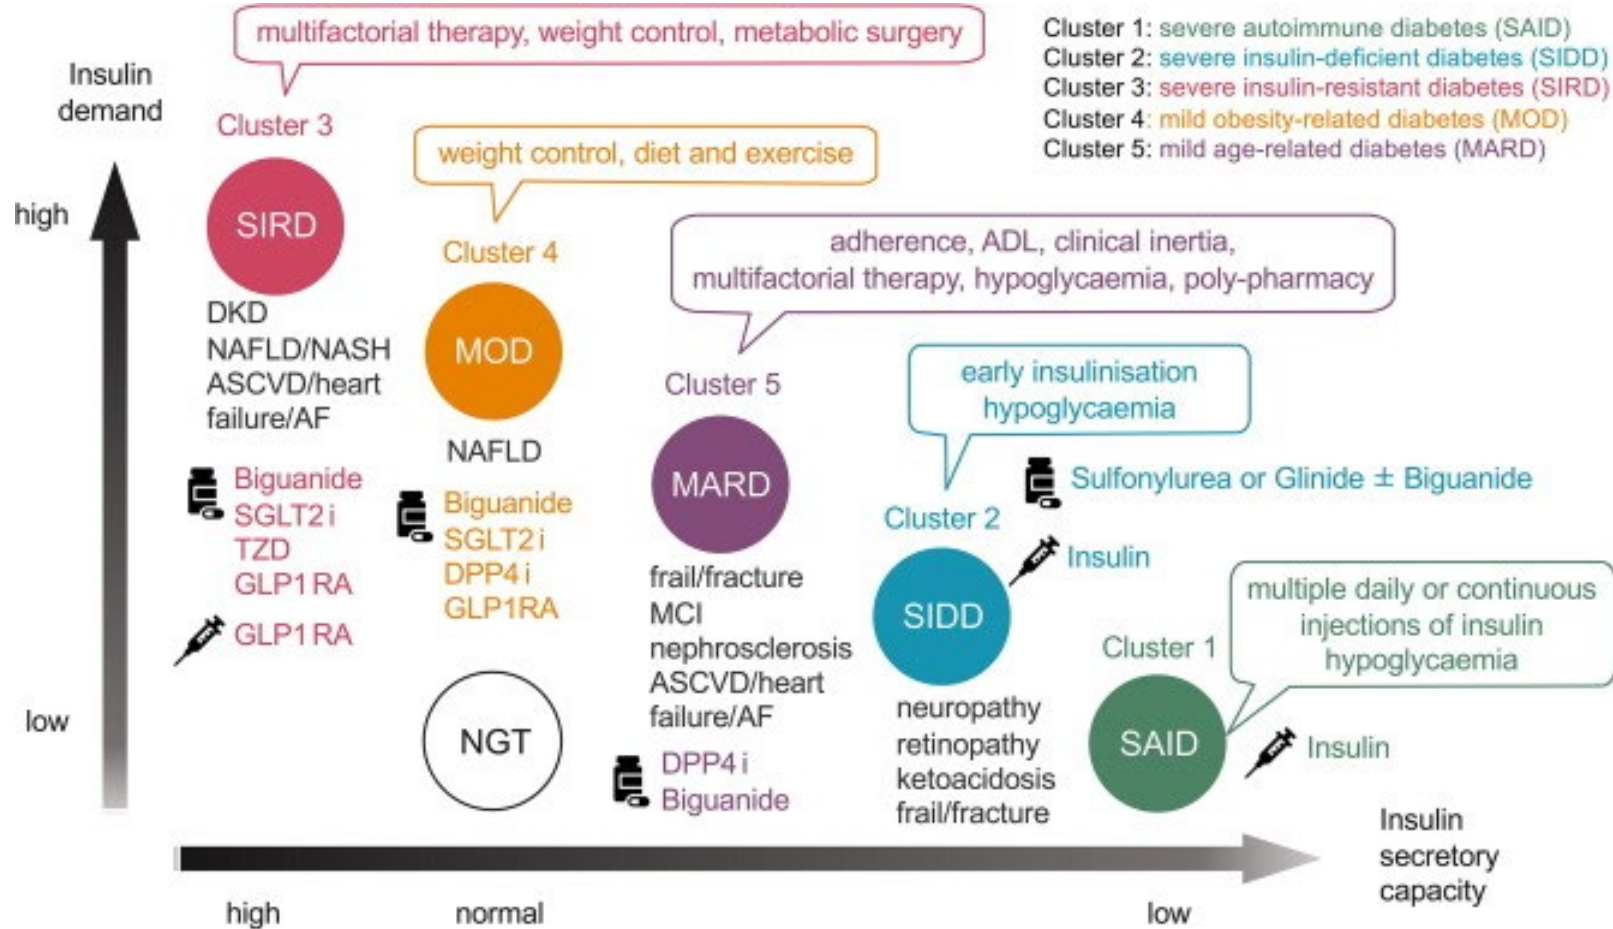 multifactorial therapy, weight control, metabolic surgery
Cluster 1: severe autoimmune diabetes (SAID)
Cluster 2: severe insulin-deficient diabetes (SIDD)
Cluster 3: severe insulin-resistant diabetes (SIRD)
Cluster 4: mild obesity-related diabetes (MOD)
Cluster 5: mild age-related diabetes (MARD)
Insulin
demand
high
low
Cluster 3
SIRD
DKD
NAFLD/NASH
ASCVD/heart
failure/AF
Biguanide
SGLT2 i
TZD
GLP1 RA
GLP1 RA
weight control, diet and exercise
Cluster 4
MOD
NAFLD
Biguanide
SGLT2 i
DPP4 i
GLP1RA
NGT
adherence, ADL, clinical inertia,
multifactorial therapy, hypoglycaemia, poly-pharmacy
Cluster 5
MARD
frail/fracture
MCI
nephrosclerosis
ASCVD/heart
failure/AF
DPP4 i
Biguanide
early insulinisation
hypoglycaemia
Sulfonylurea or Glinide ± Biguanide
Cluster 2
Insulin
SIDD
neuropathy
retinopathy
ketoacidosis
frail/fracture
multiple daily or continuous
injections of insulin
hypoglycaemia
Cluster 1
SAID
Insulin
Insulin
secretory
capacity
high
normal
low